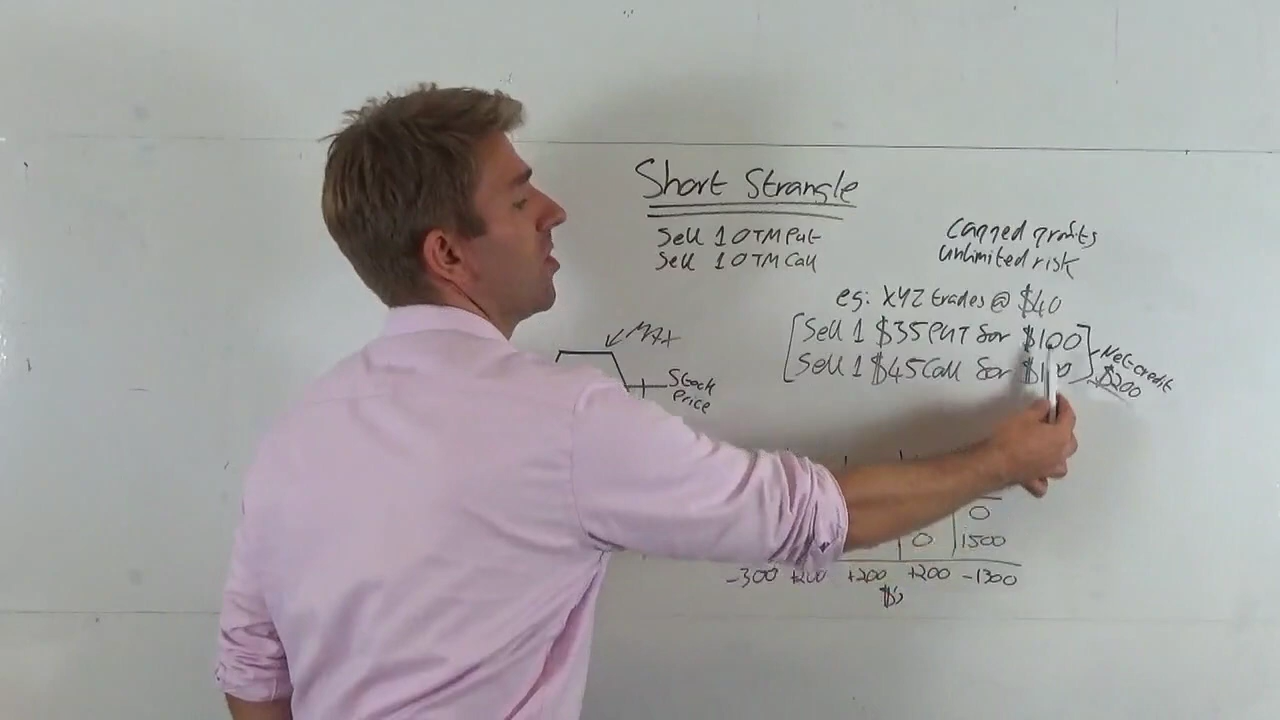 Short Strangle
Sell 1 OTM Put
Sell 1 OTM Call
Capped profits
unlimited risk
eg: XYZ trades @ $40
[Sell 1 $35 PUT for $100]
[Sell 1 $45 Call for $100]
Net credit
$200
MAX
Stock
Price
0
0 1500
-300 +200 +200 +200 -1300
$'s